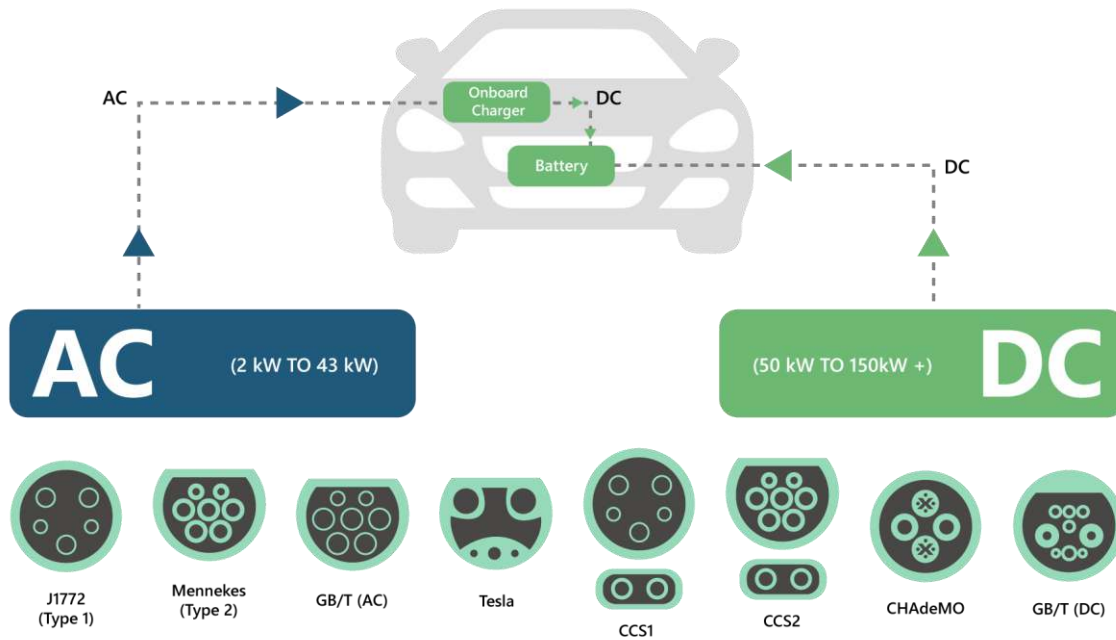 AC
Onboard
Charger
DC
Battery
DC
AC
(2 kW TO 43 kW)
(50 kW TO 150kW +)
DC
J1772
(Type 1)
Mennekes
(Type 2)
GB/T (AC)
Tesla
CCS1
CCS2
CHAdeMO
GB/T (DC)